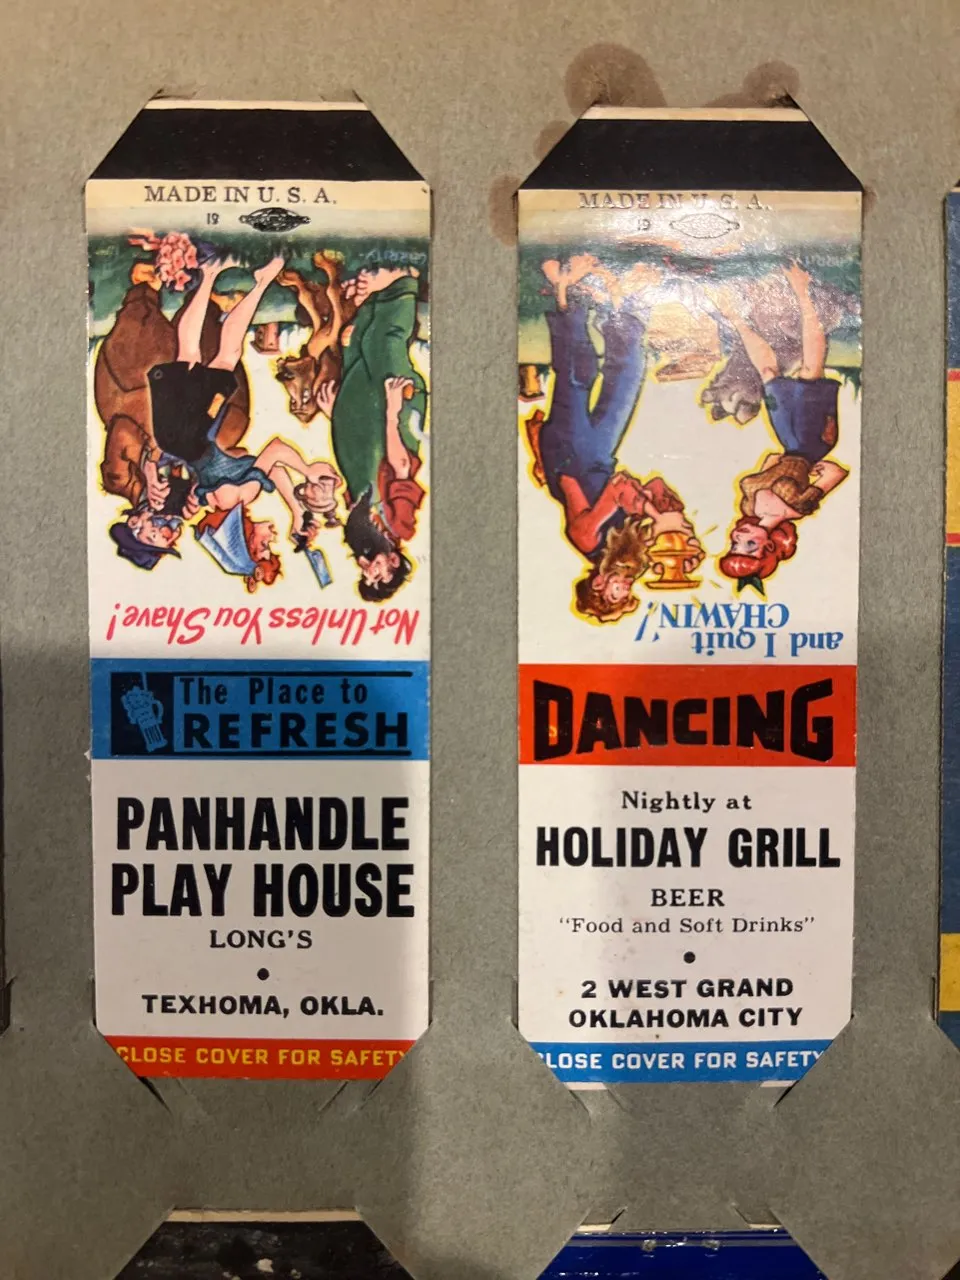 MADE IN U. S. A.
19
Not Unless You Shave!
The Place to
REFRESH
PANHANDLE
PLAY HOUSE
LONG'S
TEXHOMA, OKLA.
CLOSE COVER FOR SAFETY
MADE IN U. S. A.
19
and I quit
CHAWIN'!
DANCING
Nightly at
HOLIDAY GRILL
BEER
"Food and Soft Drinks"
2 WEST GRAND
OKLAHOMA CITY
CLOSE COVER FOR SAFETY